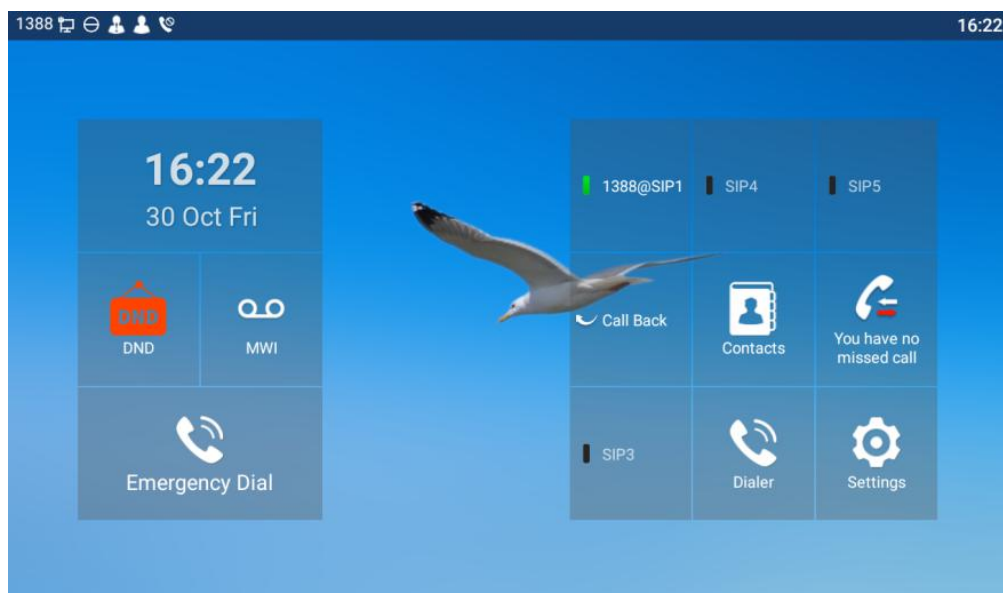 1388
16:22
16:22
30 Oct Fri
DND
DND
MWI
Emergency Dial
1388@SIP1
SIP4
SIP5
Call Back
Contacts
You have no
missed call
SIP3
Dialer
Settings